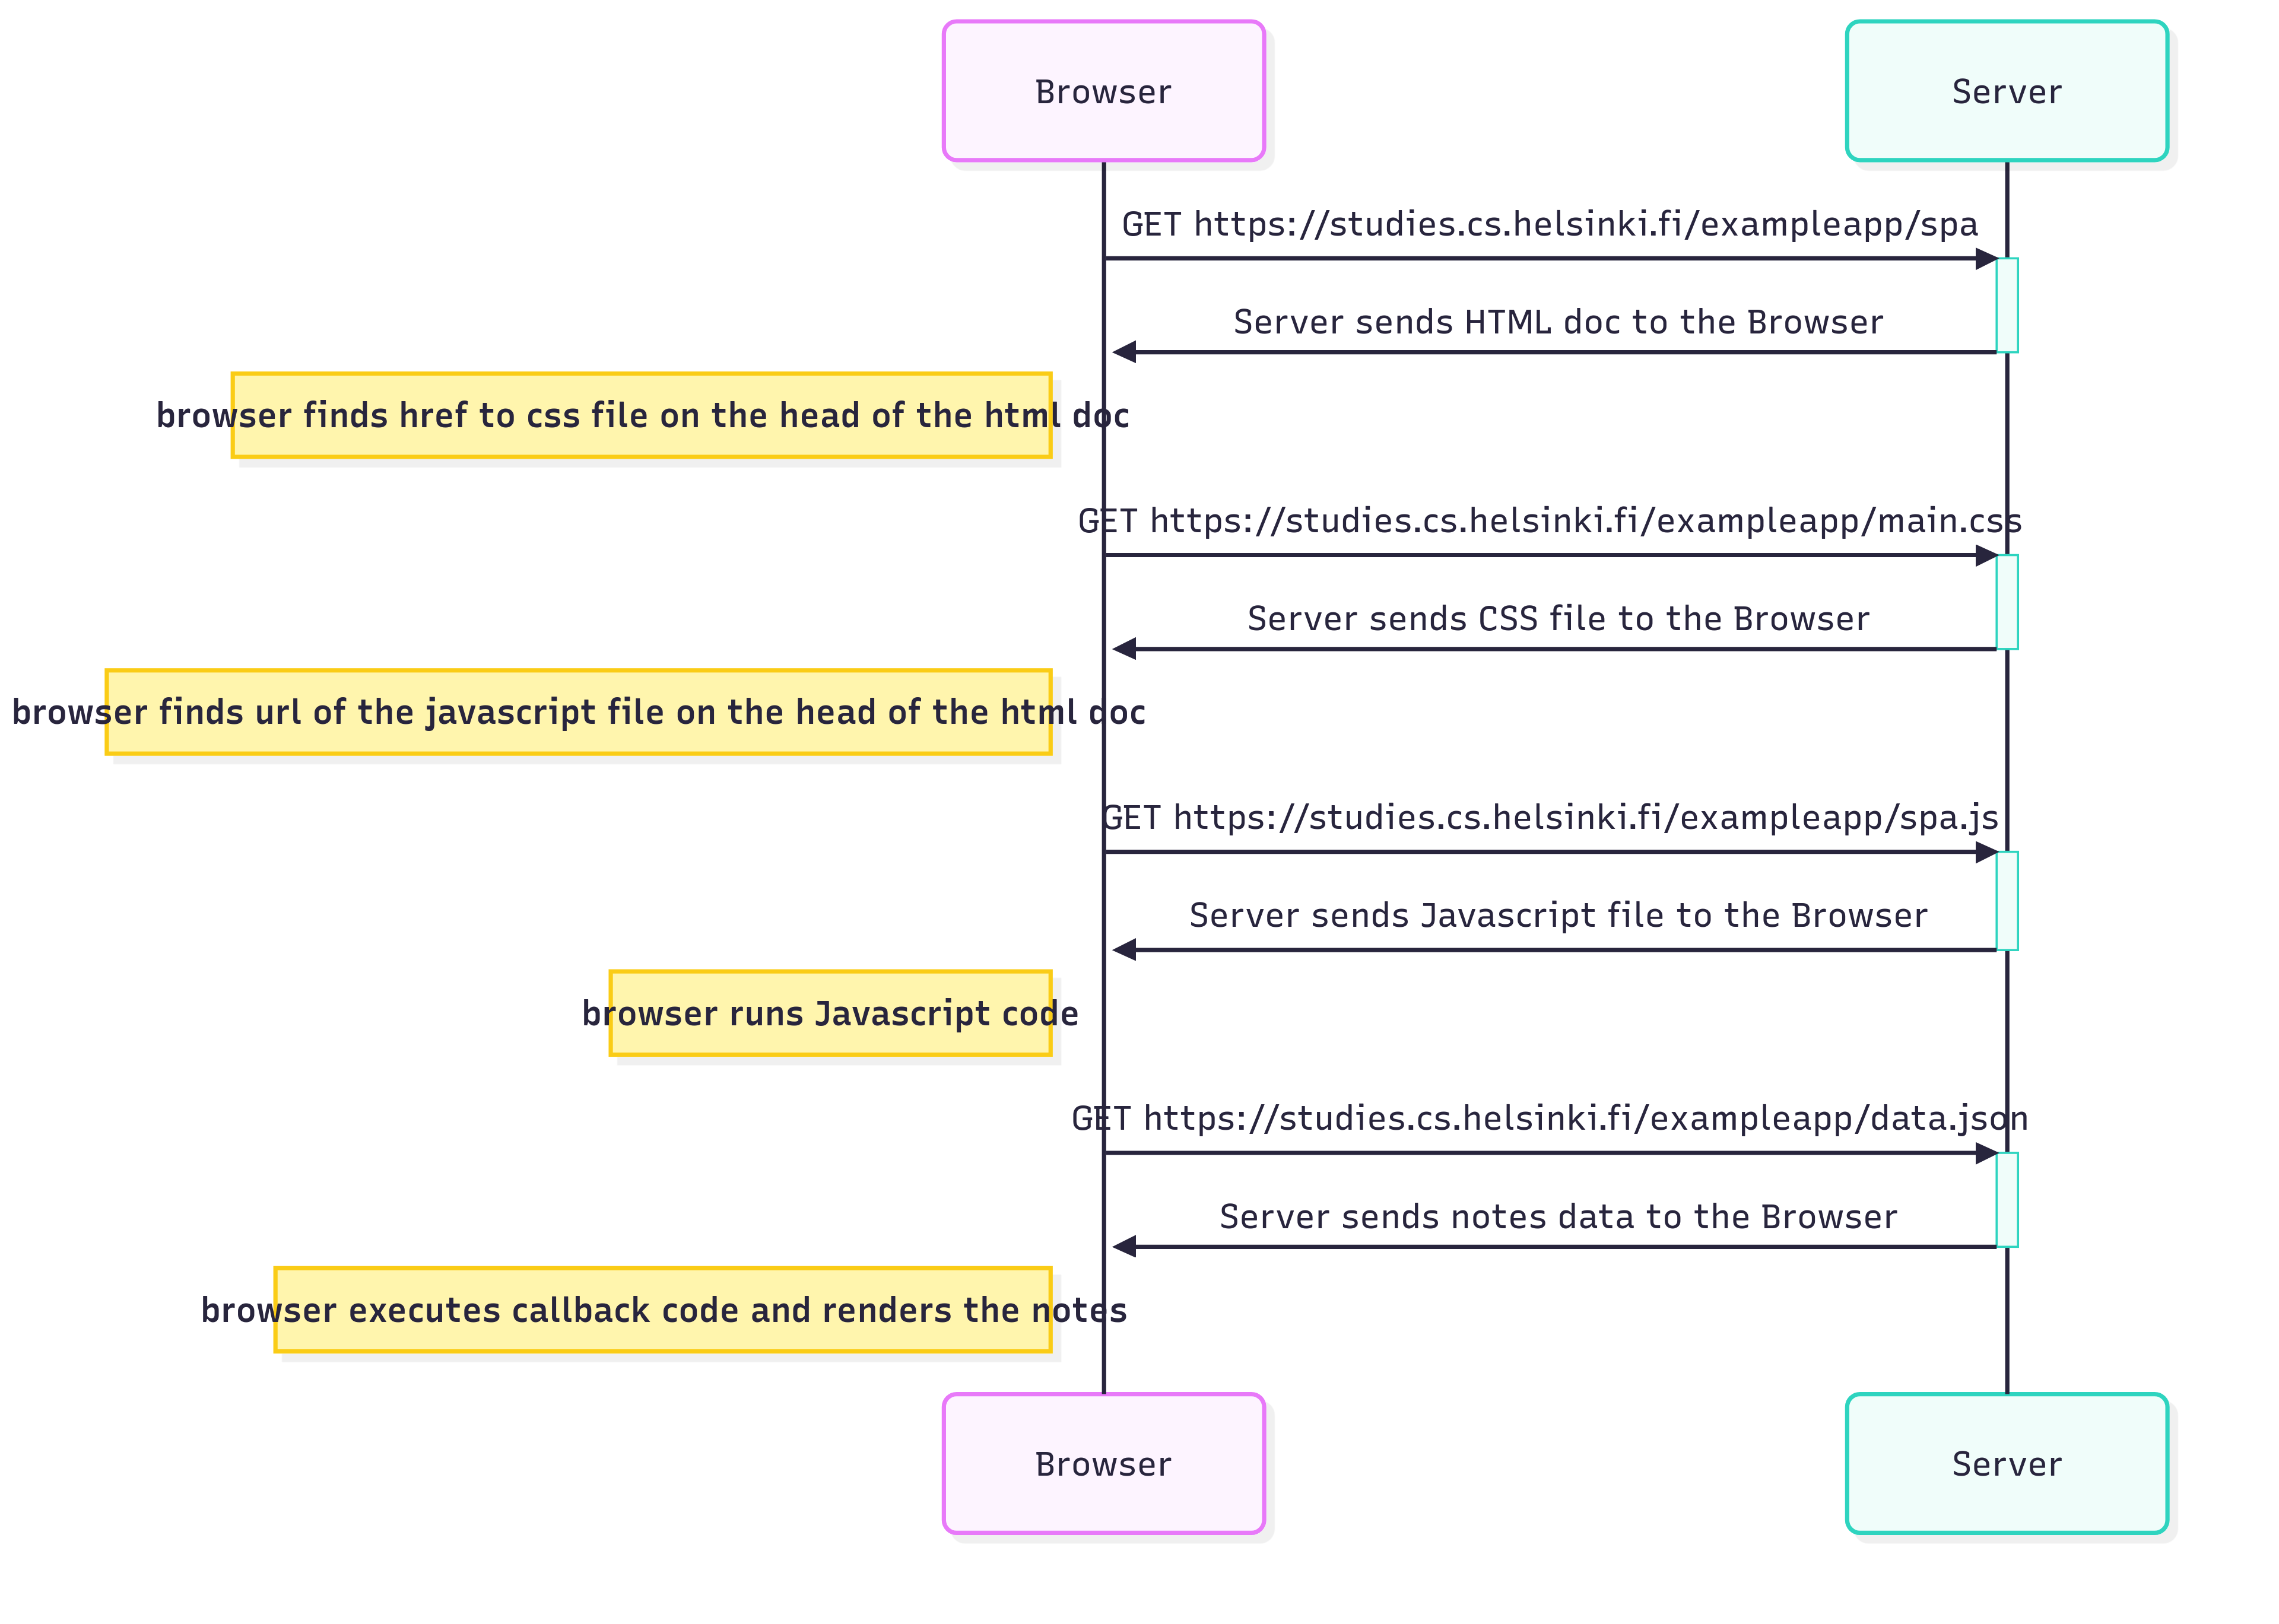 Browser
Server
GET https://studies.cs.helsinki.fi/exampleapp/spa
Server sends HTML doc to the Browser
browser finds href to css file on the head of the html doc
GET https://studies.cs.helsinki.fi/exampleapp/main.css
Server sends CSS file to the Browser
browser finds url of the javascript file on the head of the html doc
GET https://studies.cs.helsinki.fi/exampleapp/spa.js
Server sends Javascript file to the Browser
browser runs Javascript code
GET https://studies.cs.helsinki.fi/exampleapp/data.json
Server sends notes data to the Browser
browser executes callback code and renders the notes
Browser
Server